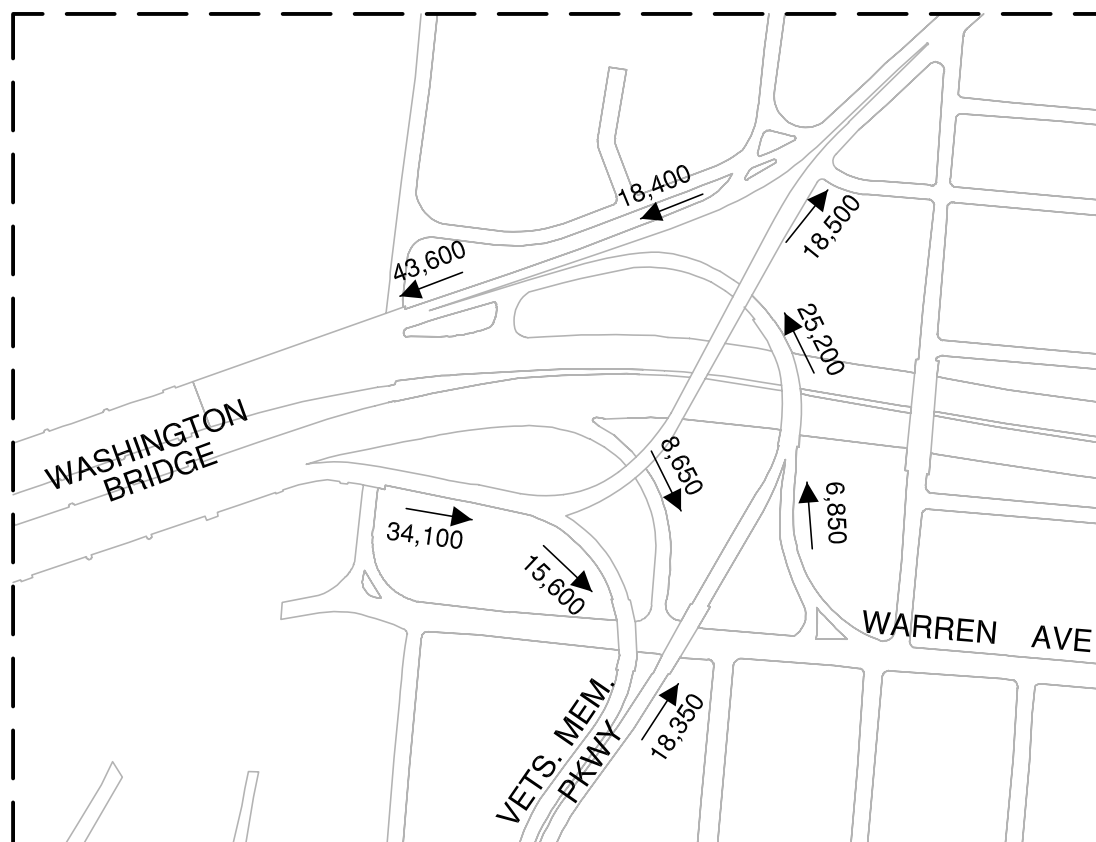 18,400
18,500
43,600
25,200
WASHINGTON
BRIDGE
8,650
6,850
34,100
15,600
WARREN AVE
VETS. MEM.
PKWY
18,350